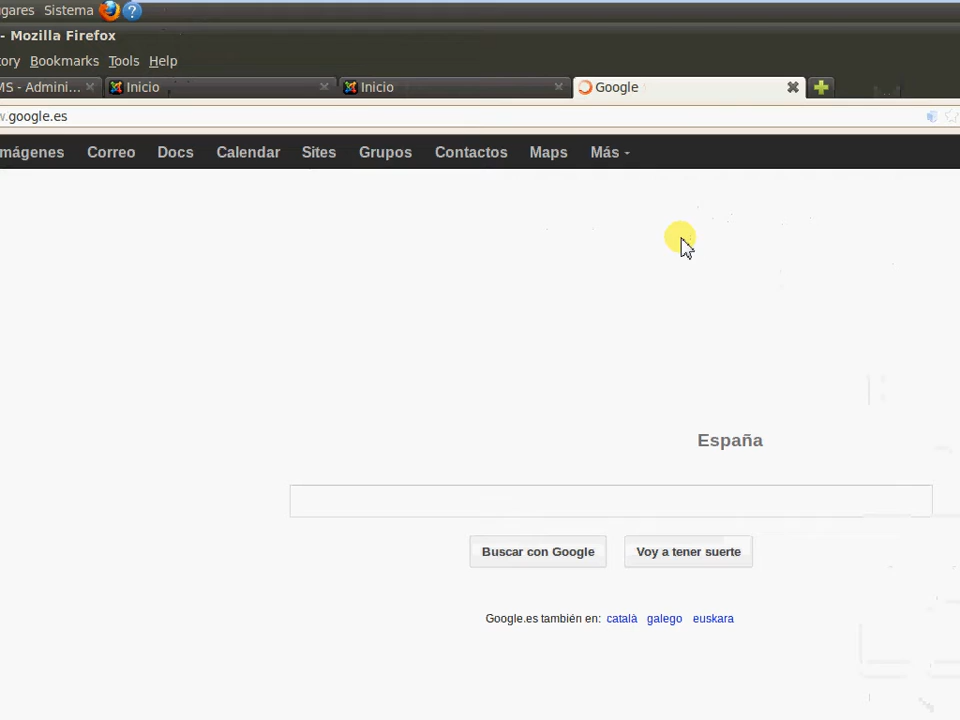 gares Sistema ?
- Mozilla Firefox
ory Bookmarks Tools Help
MS - Admini... Inicio Inicio Google
w.google.es
mágenes Correo Docs Calendar Sites Grupos Contactos Maps Más
España
Buscar con Google Voy a tener suerte
Google.es también en: català galego euskara